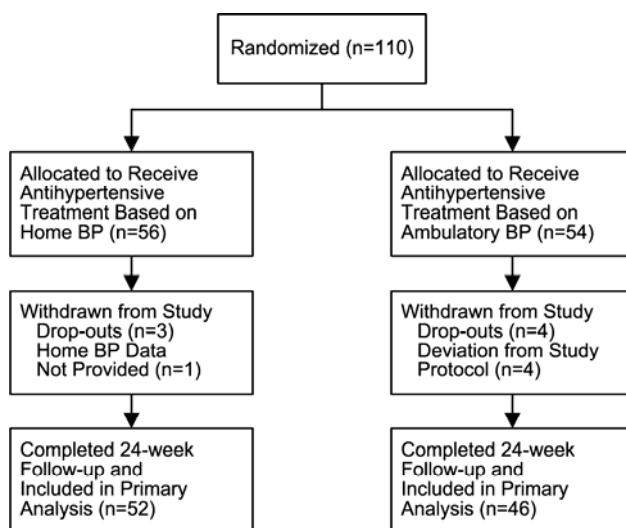 Randomized (n=110)
Allocated to Receive
Antihypertensive
Treatment Based on
Home BP (n=56)
Allocated to Receive
Antihypertensive
Treatment Based on
Ambulatory BP (n=54)
Withdrawn from Study
Drop-outs (n=3)
Home BP Data
Not Provided (n=1)
Withdrawn from Study
Drop-outs (n=4)
Deviation from Study
Protocol (n=4)
Completed 24-week
Follow-up and
Included in Primary
Analysis (n=52)
Completed 24-week
Follow-up and
Included in Primary
Analysis (n=46)